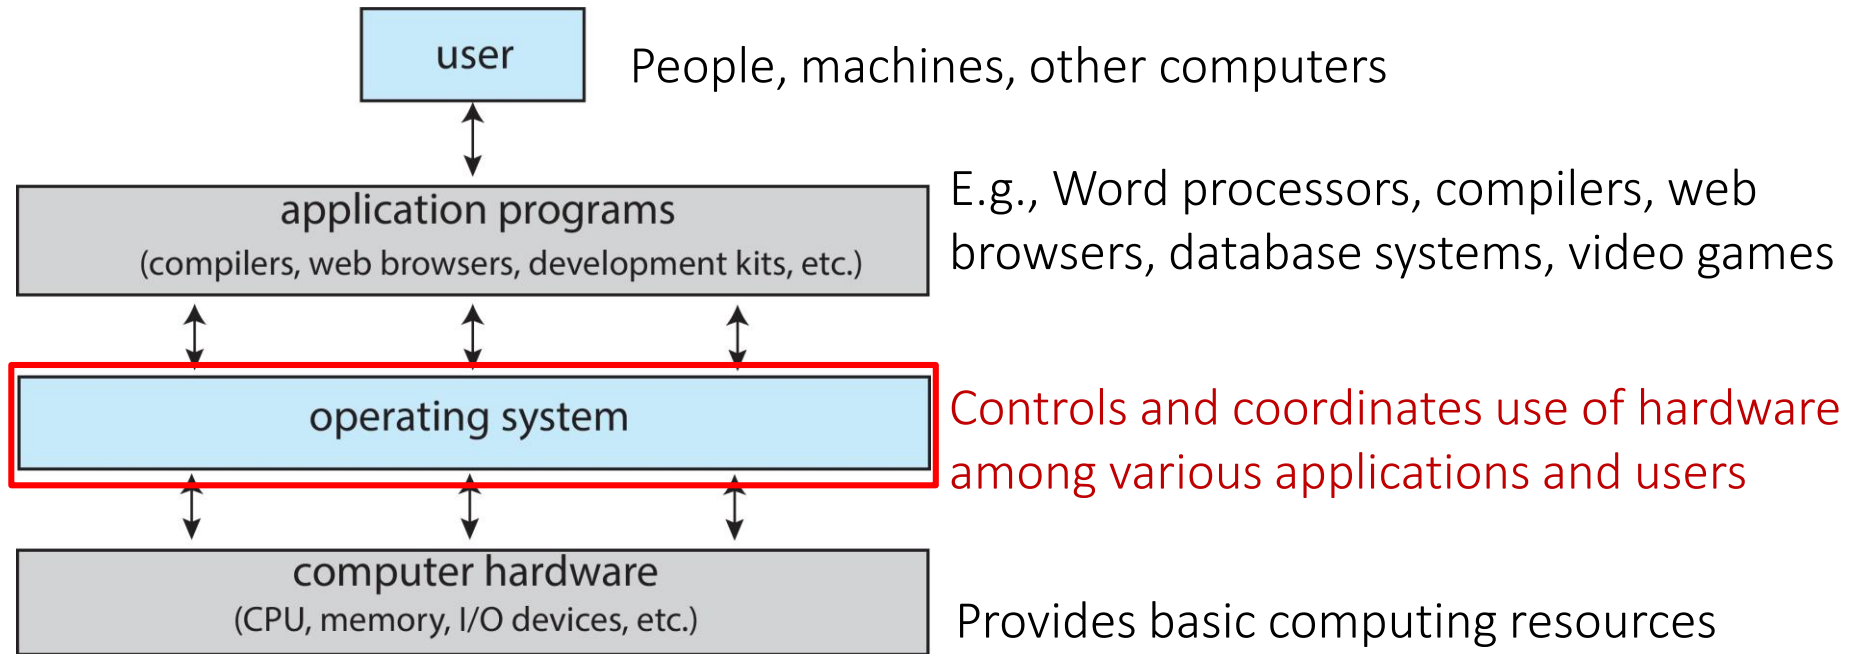 user
People, machines, other computers
application programs
(compilers, web browsers, development kits, etc.)
E.g., Word processors, compilers, web
browsers, database systems, video games
operating system
Controls and coordinates use of hardware
among various applications and users
computer hardware
(CPU, memory, I/O devices, etc.)
Provides basic computing resources